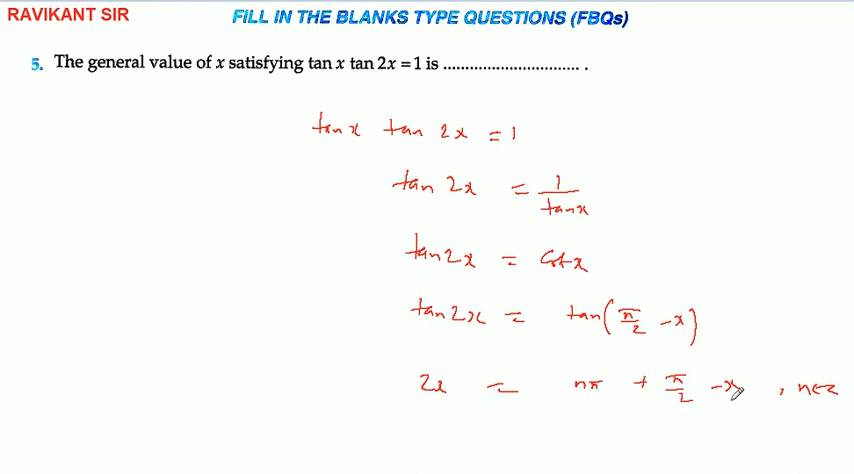 RAVIKANT SIR
FILL IN THE BLANKS TYPE QUESTIONS (FBQs)
5. The general value of x satisfying tan x tan 2x = 1 is ............................... .
tan x tan 2x = 1
tan 2x = 1/tan x
tan 2x = cot x
tan 2x = tan(π/2 - x)
2x = nπ + π/2 - x, n∈Z